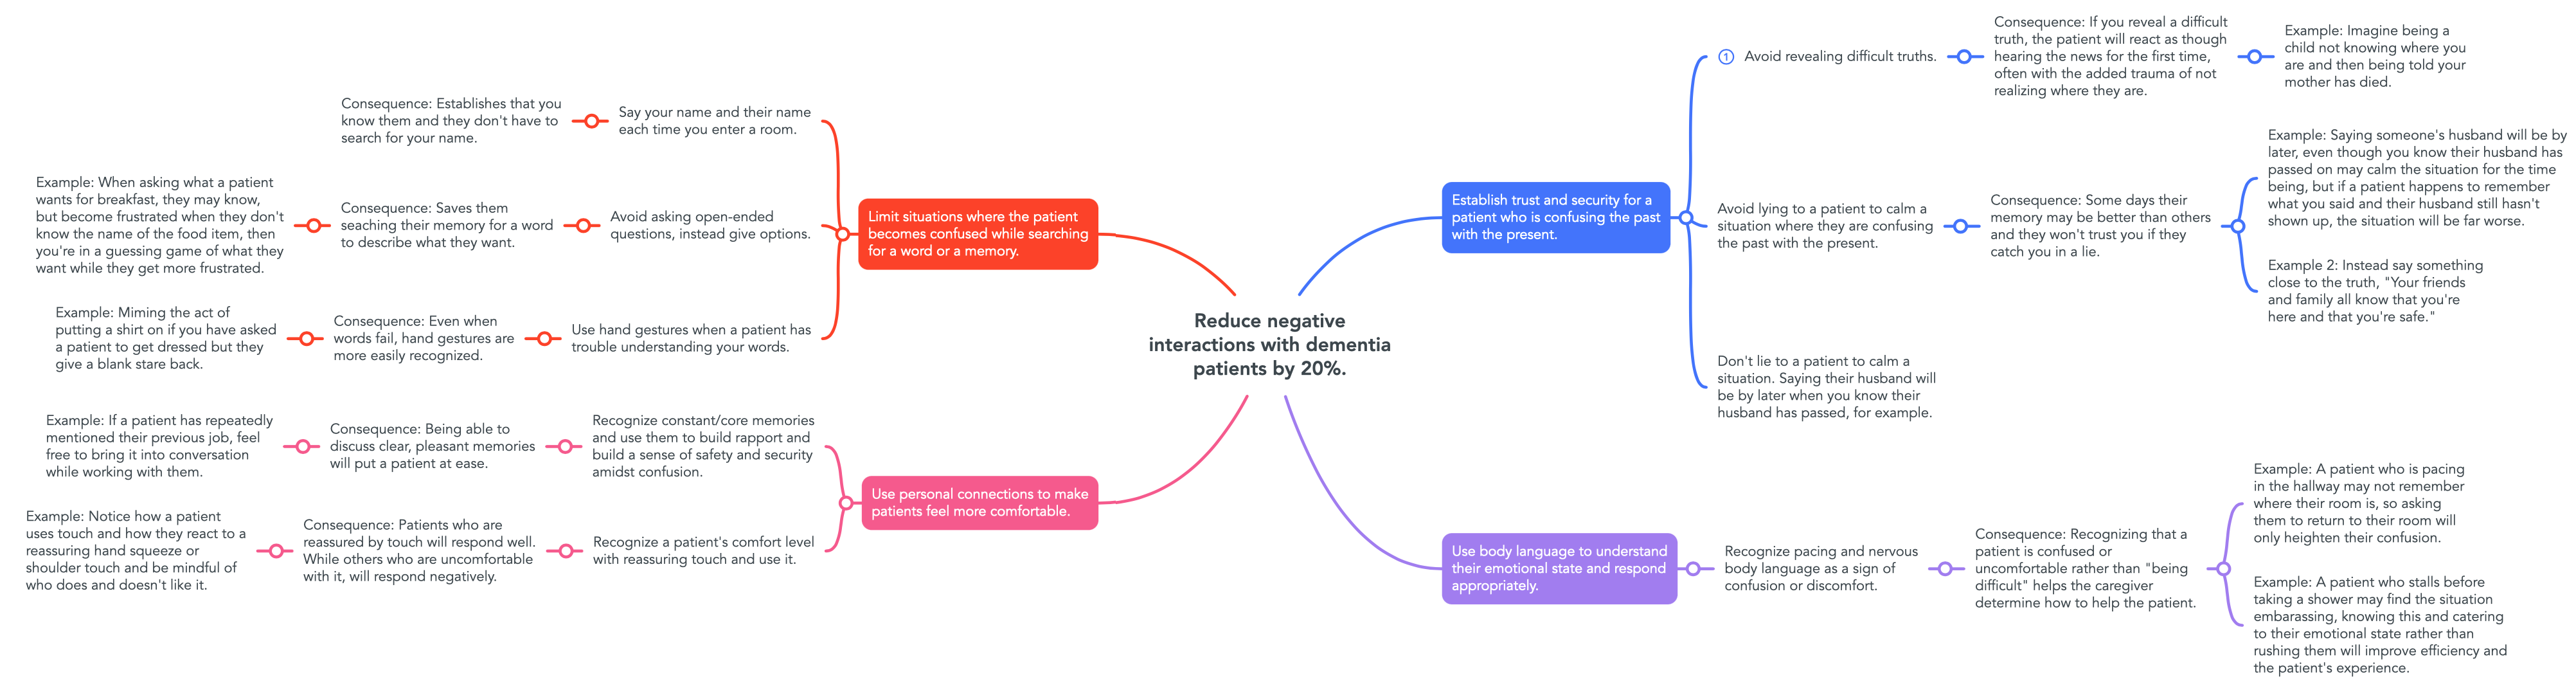 Reduce negative
interactions with dementia
patients by 20%.
Establish trust and security for a
patient who is confusing the past
with the present.
1
Avoid revealing difficult truths.
Consequence: If you reveal a difficult
truth, the patient will react as though
hearing the news for the first time,
often with the added trauma of not
realizing where they are.
Example: Imagine being a
child not knowing where you
are and then being told your
mother has died.
Avoid lying to a patient to calm a
situation where they are confusing
the past with the present.
Consequence: Some days their
memory may be better than others
and they won't trust you if they
catch you in a lie.
Example: Saying someone's husband will be by
later, even though you know their husband has
passed on may calm the situation for the time
being, but if a patient happens to remember
what you said and their husband still hasn't
shown up, the situation will be far worse.
Example 2: Instead say something
close to the truth, "Your friends
and family all know that you're
here and that you're safe."
Don't lie to a patient to calm a
situation. Saying their husband will
be by later when you know their
husband has passed, for example.
Use body language to understand
their emotional state and respond
appropriately.
Recognize pacing and nervous
body language as a sign of
confusion or discomfort.
Consequence: Recognizing that a
patient is confused or
uncomfortable rather than "being
difficult" helps the caregiver
determine how to help the patient.
Example: A patient who is pacing
in the hallway may not remember
where their room is, so asking
them to return to their room will
only heighten their confusion.
Example: A patient who stalls before
taking a shower may find the situation
embarassing, knowing this and catering
to their emotional state rather than
rushing them will improve efficiency and
the patient's experience.
Limit situations where the patient
becomes confused while searching
for a word or a memory.
Say your name and their name
each time you enter a room.
Consequence: Establishes that you
know them and they don't have to
search for your name.
Avoid asking open-ended
questions, instead give options.
Consequence: Saves them
seaching their memory for a word
to describe what they want.
Example: When asking what a patient
wants for breakfast, they may know,
but become frustrated when they don't
know the name of the food item, then
you're in a guessing game of what they
want while they get more frustrated.
Use hand gestures when a patient has
trouble understanding your words.
Consequence: Even when
words fail, hand gestures are
more easily recognized.
Example: Miming the act of
putting a shirt on if you have asked
a patient to get dressed but they
give a blank stare back.
Use personal connections to make
patients feel more comfortable.
Recognize constant/core memories
and use them to build rapport and
build a sense of safety and security
amidst confusion.
Consequence: Being able to
discuss clear, pleasant memories
will put a patient at ease.
Example: If a patient has repeatedly
mentioned their previous job, feel
free to bring it into conversation
while working with them.
Recognize a patient's comfort level
with reassuring touch and use it.
Consequence: Patients who are
reassured by touch will respond well.
While others who are uncomfortable
with it, will respond negatively.
Example: Notice how a patient
uses touch and how they react to a
reassuring hand squeeze or
shoulder touch and be mindful of
who does and doesn't like it.